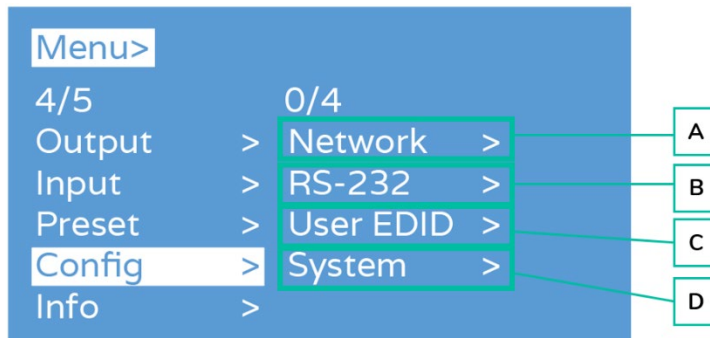 Menu>
4/5 0/4
Output > Network > A
Input > RS-232 > B
Preset > User EDID > C
Config > System > D
Info >